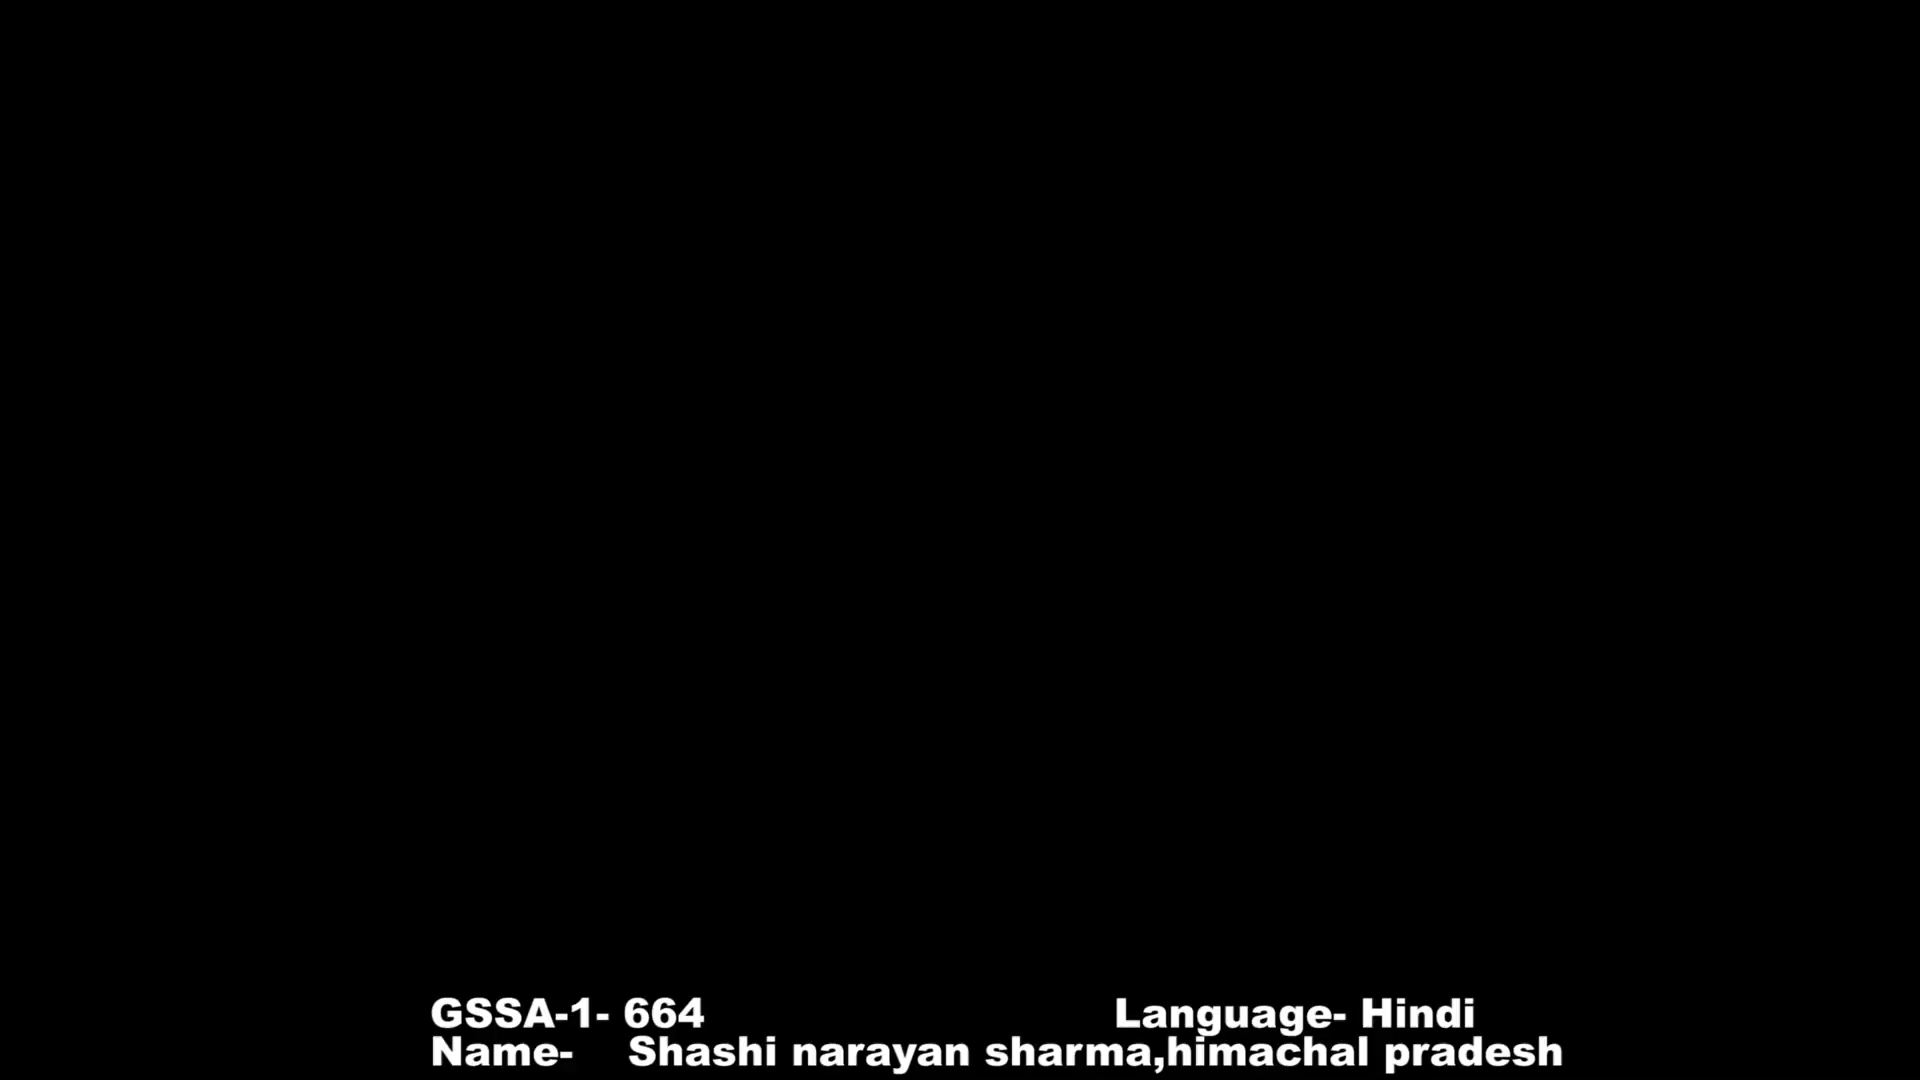 GSSA-1- 664 Language- Hindi
Name- Shashi narayan sharma,himachal pradesh